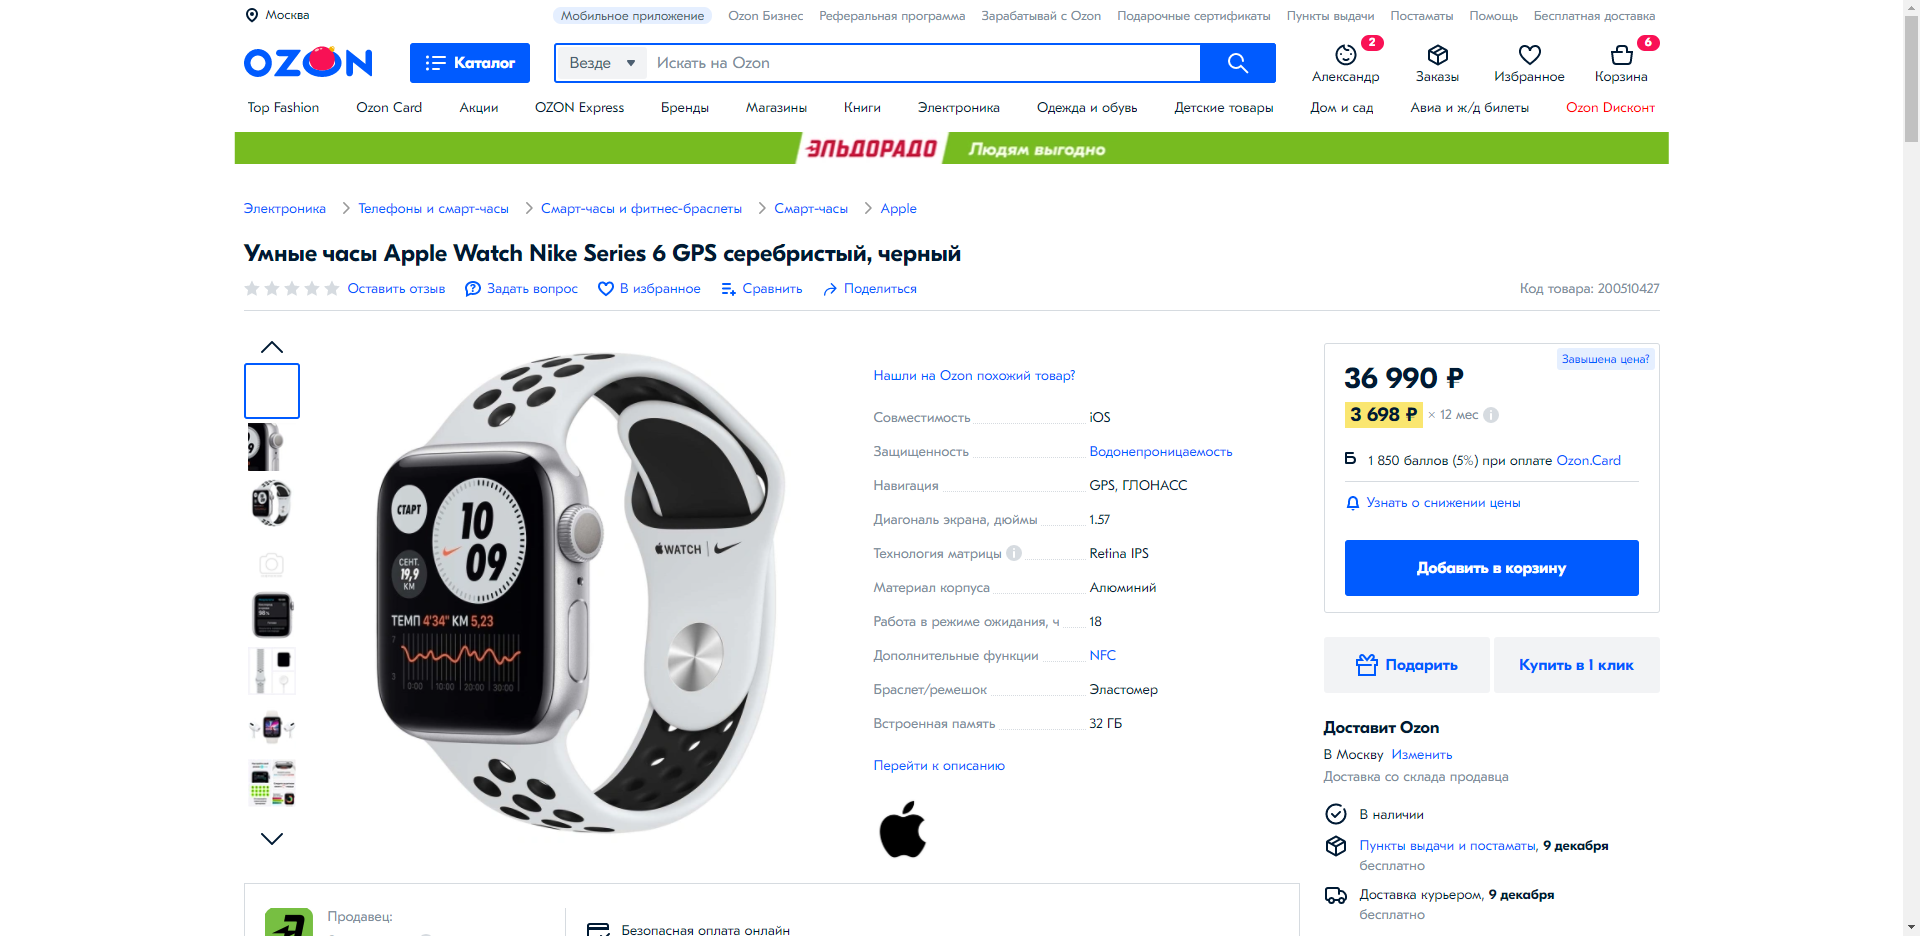 Москва
Мобильное приложение Ozon Бизнес Реферальная программа Зарабатывай с Ozon Подарочные сертификаты Пункты выдачи Постаматы Помощь Бесплатная доставка
OZON Каталог Везде Искать на Ozon
2 6
Александр Заказы Избранное Корзина
Top Fashion Ozon Card Акции OZON Express Бренды Магазины Книги Электроника Одежда и обувь Детские товары Дом и сад Авиа и ж/д билеты Ozon Дисконт
ЭЛЬДОРАДО Людям выгодно
Электроника Телефоны и смарт-часы Смарт-часы и фитнес-браслеты Смарт-часы Apple
Умные часы Apple Watch Nike Series 6 GPS серебристый, черный
Оставить отзыв Задать вопрос В избранное Сравнить Поделиться Код товара: 200510427
СТАРТ
10
09
СЕНТ.
19,9
КМ
ТЕМП 4'34" КМ 5,23
7
3
0:00 10:00 20:00 30:00
WATCH
Нашли на Ozon похожий товар?
Совместимость iOS
Защищенность Водонепроницаемость
Навигация GPS, ГЛОНАСС
Диагональ экрана, дюймы 1.57
Технология матрицы Retina IPS
Материал корпуса Алюминий
Работа в режиме ожидания, ч 18
Дополнительные функции NFC
Браслет/ремешок Эластомер
Встроенная память 32 ГБ
Перейти к описанию
Завышена цена?
36 990 ₽
3 698 ₽ × 12 мес
Б 1 850 баллов (5%) при оплате Ozon.Card
Узнать о снижении цены
Добавить в корзину
Подарить Купить в 1 клик
Доставит Ozon
В Москву Изменить
Доставка со склада продавца
В наличии
Пункты выдачи и постаматы, 9 декабря
бесплатно
Доставка курьером, 9 декабря
бесплатно
Продавец:
Безопасная оплата онлайн